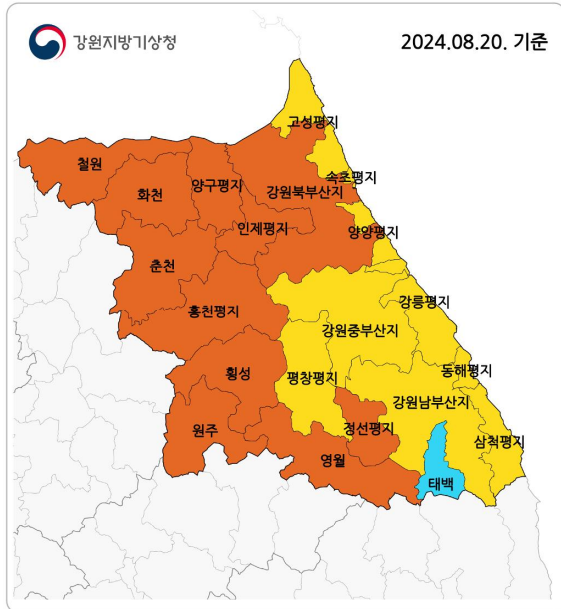 강원지방기상청
2024.08.20. 기준
고성평지
철원
양구평지
속초평지
화천
강원북부산지
인제평지
양양평지
춘천
강릉평지
홍천평지
강원중부산지
동해평지
횡성
평창평지
강원남부산지
정선평지
원주
삼척평지
영월
태백